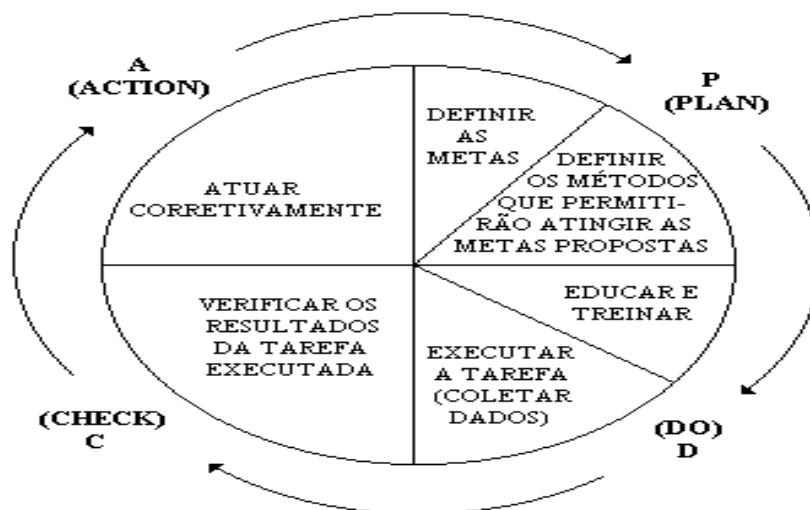 A
(ACTION)
P
(PLAN)
DEFINIR
AS
METAS
DEFINIR
OS MÉTODOS
QUE PERMITI-
RÃO ATINGIR AS
METAS PROPOSTAS
ATUAR
CORRETIVAMENTE
EDUCAR E
TREINAR
VERIFICAR OS
RESULTADOS
DA TAREFA
EXECUTADA
EXECUTAR
A TAREFA
(COLETAR
DADOS)
(CHECK)
C
(DO)
D